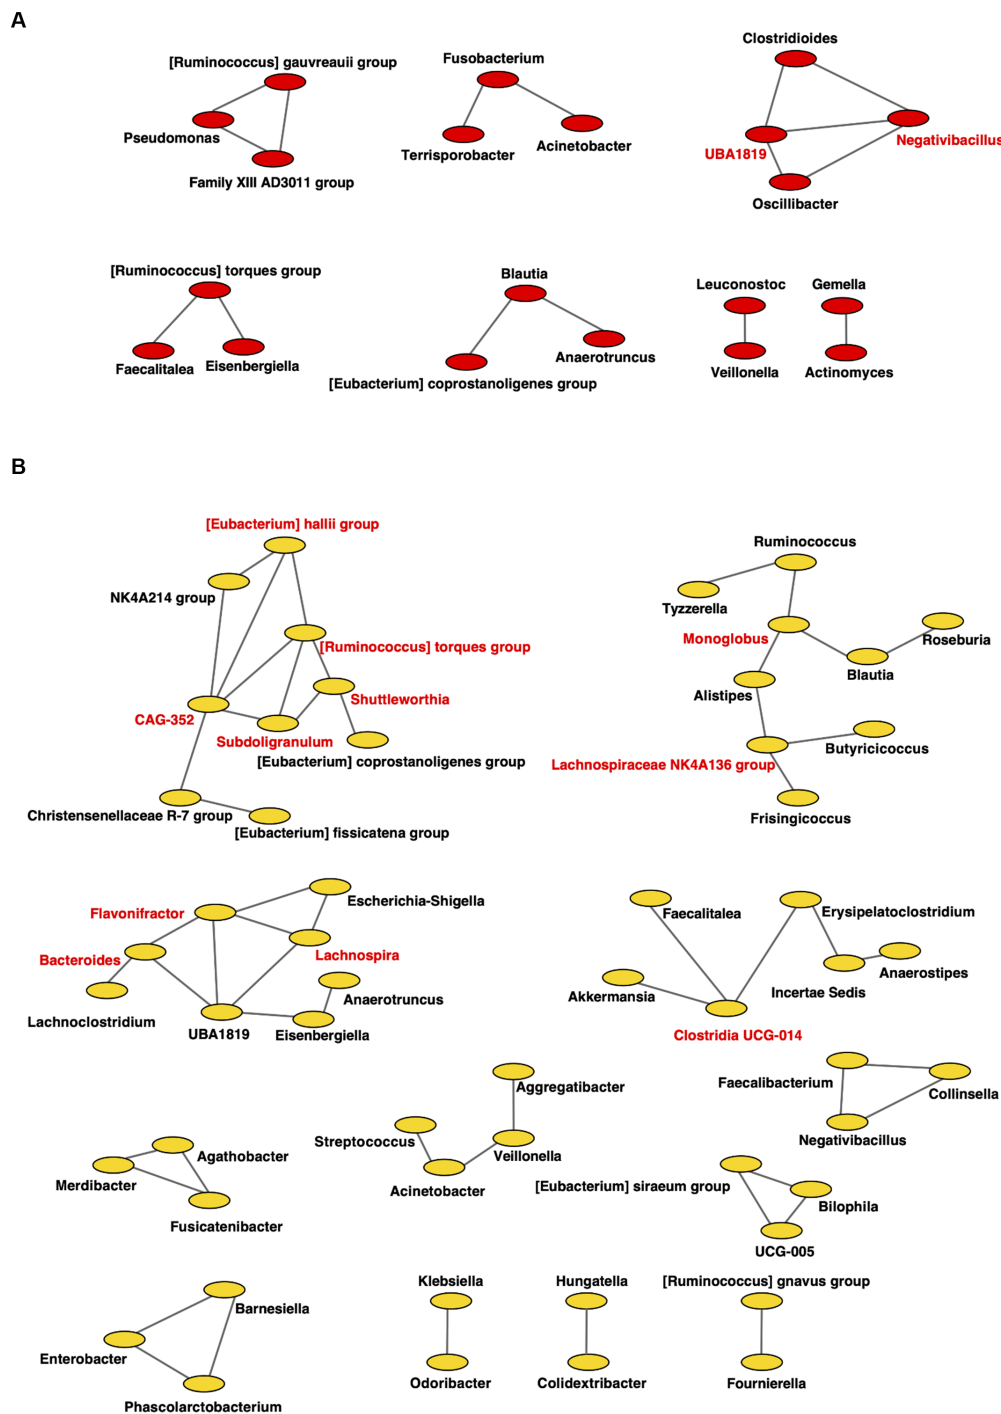 A
[Ruminococcus] gauvreauii group
Pseudomonas
Family XIII AD3011 group
Fusobacterium
Terrisporobacter
Acinetobacter
Clostridioides
UBA1819
Negativibacillus
Oscillibacter
[Ruminococcus] torques group
Faecalitalea
Eisenbergiella
Blautia
Anaerotruncus
[Eubacterium] coprostanoligenes group
Leuconostoc
Veillonella
Gemella
Actinomyces
B
[Eubacterium] hallii group
NK4A214 group
[Ruminococcus] torques group
Shuttleworthia
CAG-352
Subdoligranulum
[Eubacterium] coprostanoligenes group
Christensenellaceae R-7 group
[Eubacterium] fissicatena group
Ruminococcus
Tyzzerella
Monoglobus
Roseburia
Blautia
Alistipes
Butyricicoccus
Lachnospiraceae NK4A136 group
Frisingicoccus
Escherichia-Shigella
Flavonifractor
Bacteroides
Lachnospira
Lachnoclostridium
Anaerotruncus
UBA1819
Eisenbergiella
Faecalitalea
Erysipelatoclostridium
Akkermansia
Incertae Sedis
Anaerostipes
Clostridia UCG-014
Faecalibacterium
Collinsella
Negativibacillus
Aggregatibacter
Streptococcus
Veillonella
Acinetobacter
Agathobacter
Merdibacter
Fusicatenibacter
[Eubacterium] siraeum group
Bilophila
UCG-005
Barnesiella
Enterobacter
Phascolarctobacterium
Klebsiella
Odoribacter
Hungatella
Colidextribacter
[Ruminococcus] gnavus group
Fournierella